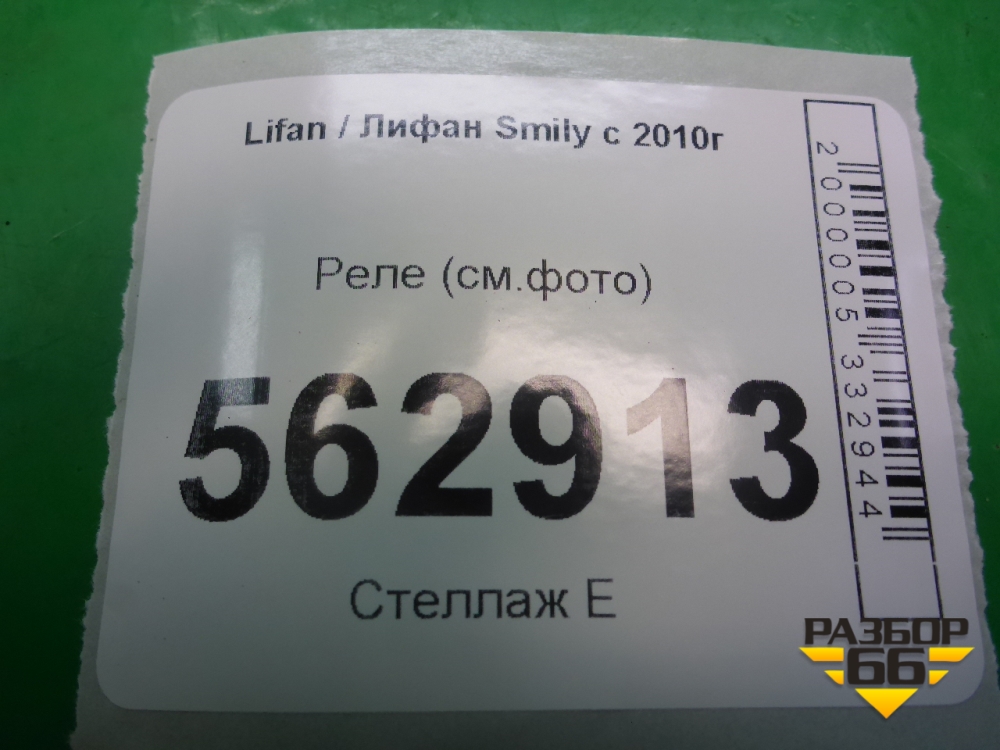 Lifan / Лифан Smily с 2010г
Реле (см.фото)
562913
Стеллаж Е
2000005332944
РАЗБОР
66